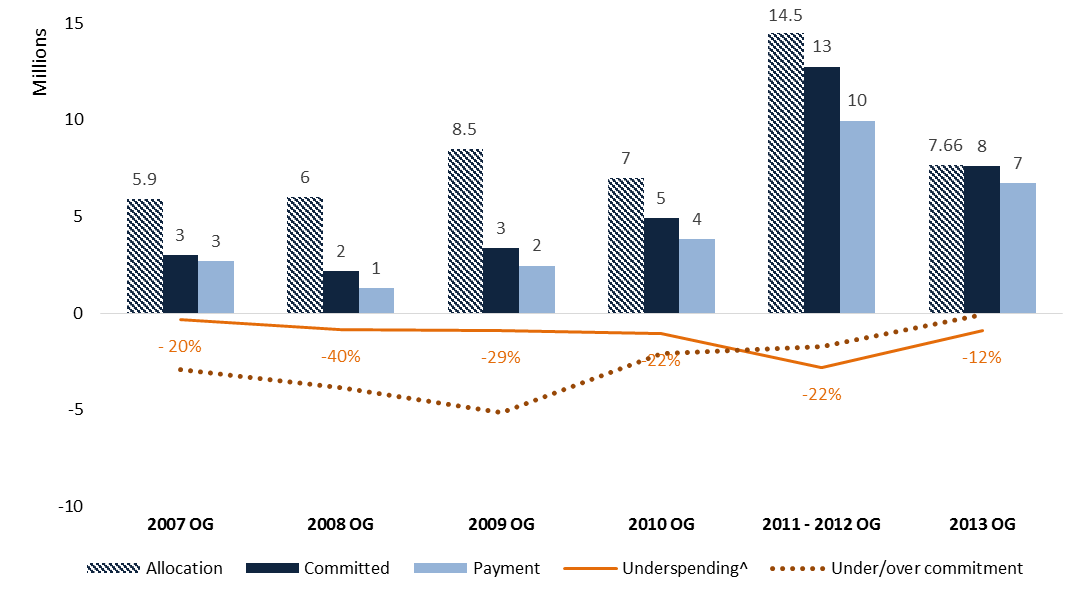 Millions
15
10
5
0
-5
-10
5.9
3
3
6
2
1
8.5
3
2
7
5
4
14.5
13
10
7.66
8
7
- 20%
-40%
-29%
-22%
-22%
-12%
2007 OG
2008 OG
2009 OG
2010 OG
2011 - 2012 OG
2013 OG
Allocation
Committed
Payment
Underspending^
Under/over commitment